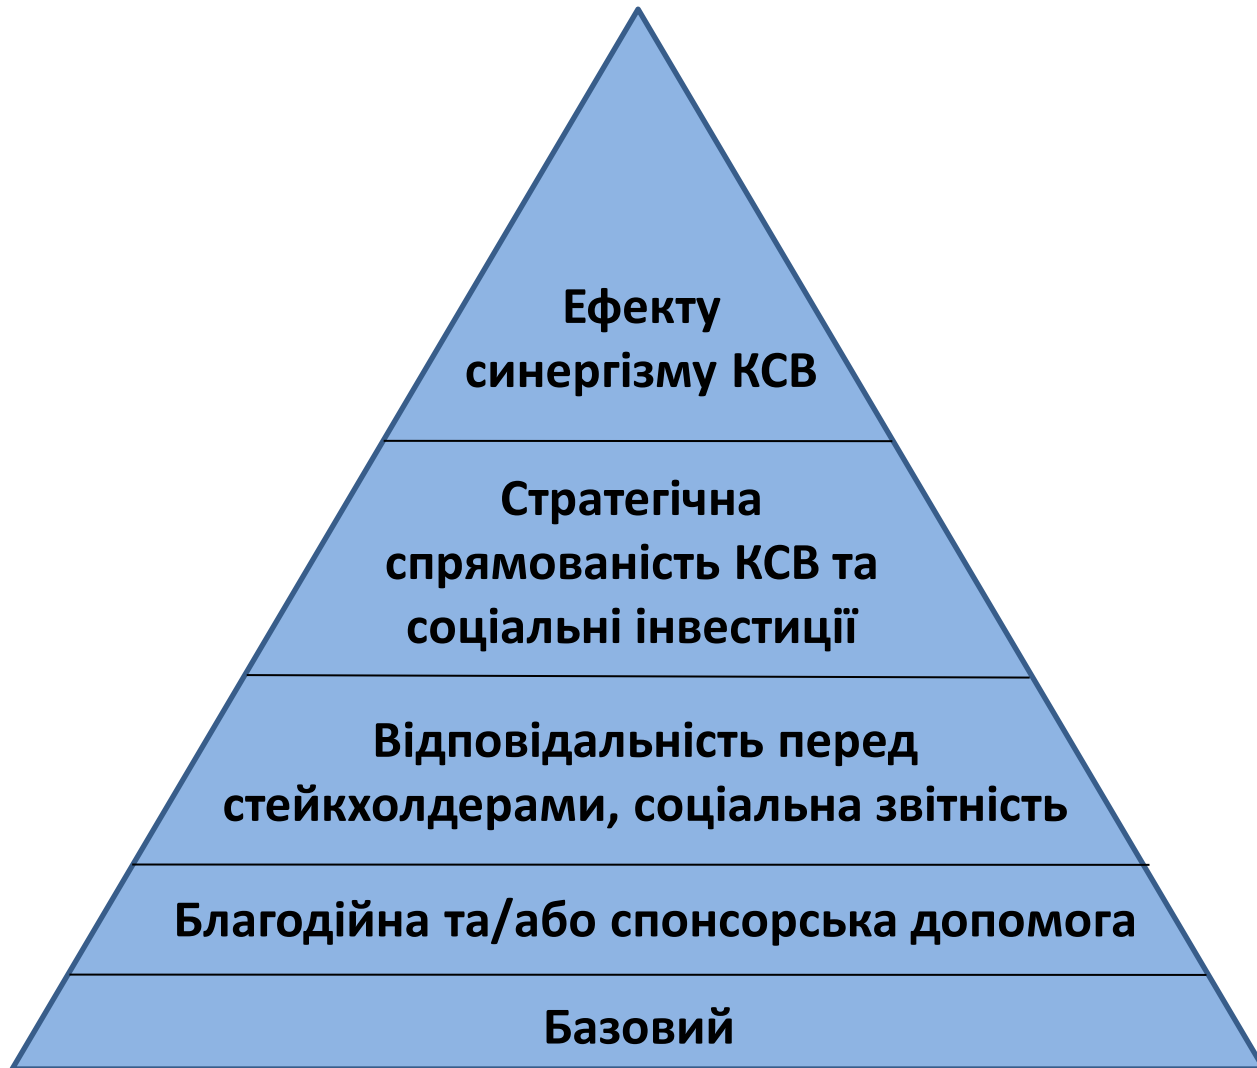 Ефекту
синергізму КСВ
Стратегічна
спрямованість КСВ та
соціальні інвестиції
Відповідальність перед
стейкхолдерами, соціальна звітність
Благодійна та/або спонсорська допомога
Базовий